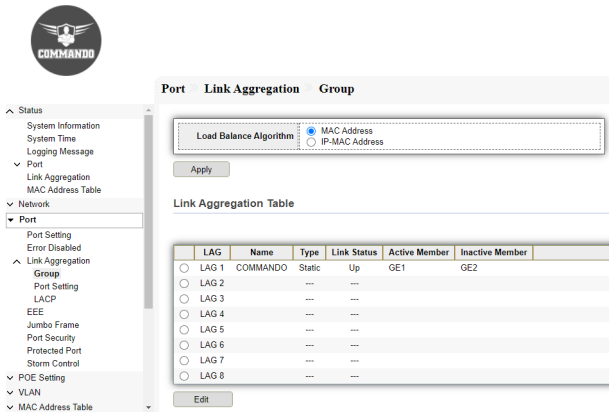 COMMANDO
Port Link Aggregation Group
Status
System Information
System Time
Logging Message
Port
Link Aggregation
MAC Address Table
Network
Port
Port Setting
Error Disabled
Link Aggregation
Group
Port Setting
LACP
EEE
Jumbo Frame
Port Security
Protected Port
Storm Control
POE Setting
VLAN
MAC Address Table
Load Balance Algorithm
MAC Address
IP-MAC Address
Apply
Link Aggregation Table
LAG Name Type Link Status Active Member Inactive Member
LAG 1 COMMANDO Static Up GE1 GE2
LAG 2 --- ---
LAG 3 --- ---
LAG 4 --- ---
LAG 5 --- ---
LAG 6 --- ---
LAG 7 --- ---
LAG 8 --- ---
Edit